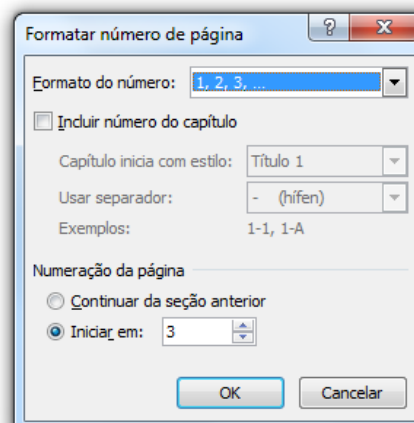 Formatar número de página
Formato do número: 1, 2, 3, ...
Incluir número do capítulo
Capítulo inicia com estilo: Título 1
Usar separador: - (hífen)
Exemplos: 1-1, 1-A
Numeração da página
Continuar da seção anterior
Iniciar em: 3
OK Cancelar